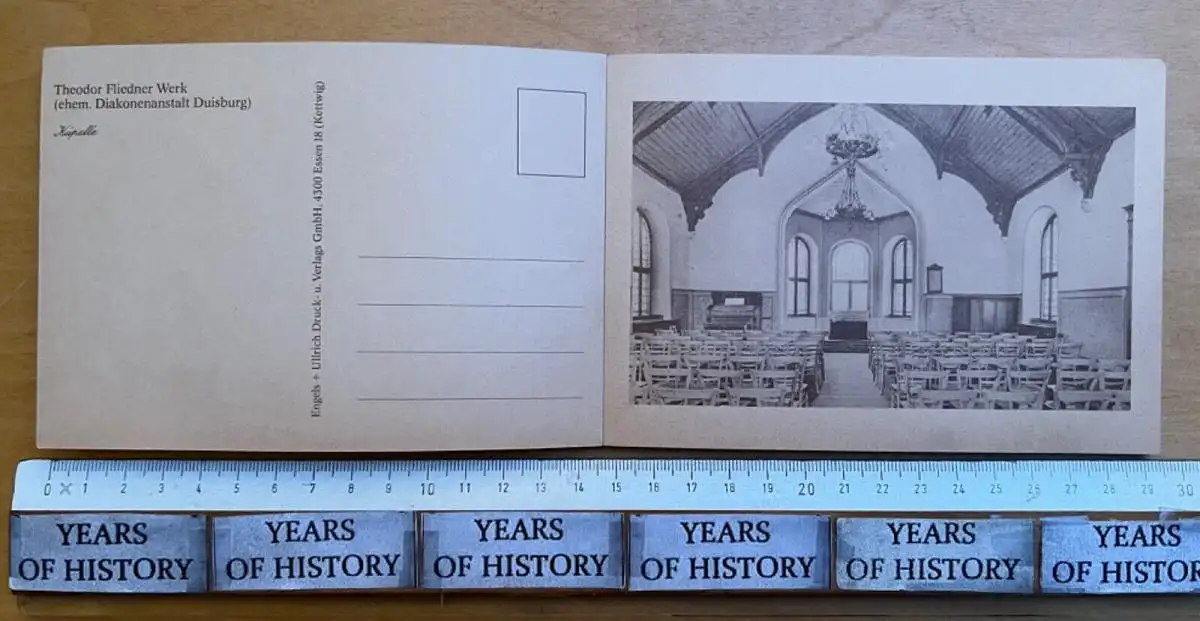 Theodor Fliedner Werk
(ehem. Diakonenanstalt Duisburg)
Kapelle
Engels + Ullrich Druck- u. Verlags GmbH, 4300 Essen 18 (Kettwig)
0 1 2 3 4 5 6 7 8 9 10 11 12 13 14 15 16 17 18 19 20 21 22 23 24 25 26 27 28 29 30
YEARS
OF HISTORY
YEARS
OF HISTORY
YEARS
OF HISTORY
YEARS
OF HISTORY
YEARS
OF HISTORY
YEARS
OF HISTOR